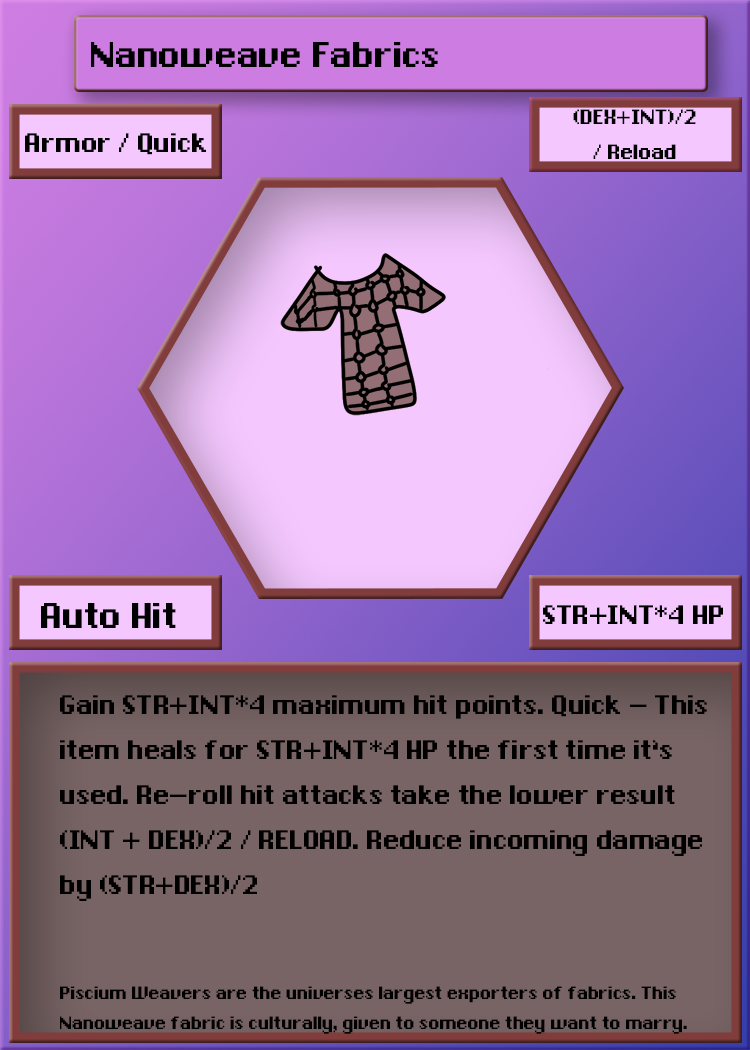 Nanoweave Fabrics
Armor / Quick
(DEX+INT)/2
/ Reload
Auto Hit
STR+INT*4 HP
Gain STR+INT*4 maximum hit points. Quick - This
item heals for STR+INT*4 HP the first time it's
used. Re-roll hit attacks take the lower result
(INT + DEX)/2 / RELOAD. Reduce incoming damage
by (STR+DEX)/2
Piscium Weavers are the universes largest exporters of fabrics. This
Nanoweave fabric is culturally, given to someone they want to marry.